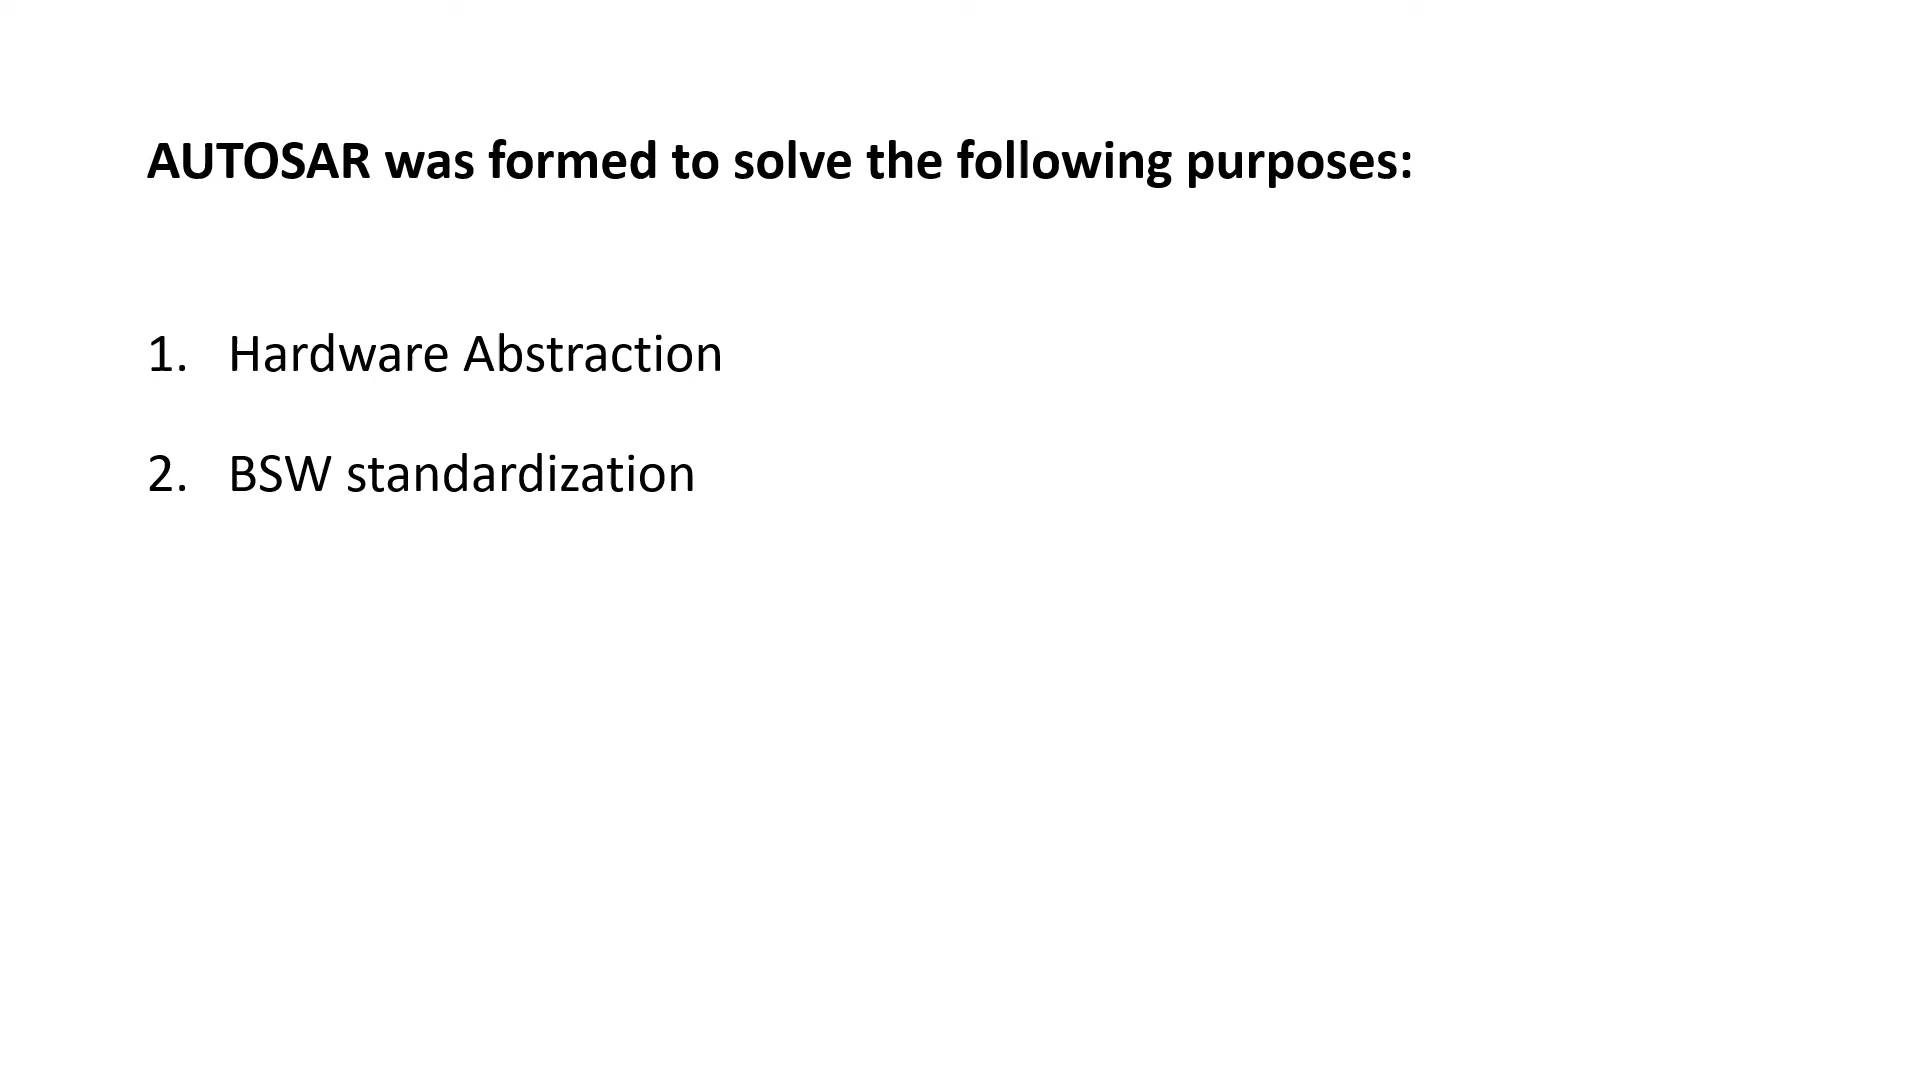 AUTOSAR was formed to solve the following purposes:
1. Hardware Abstraction
2. BSW standardization